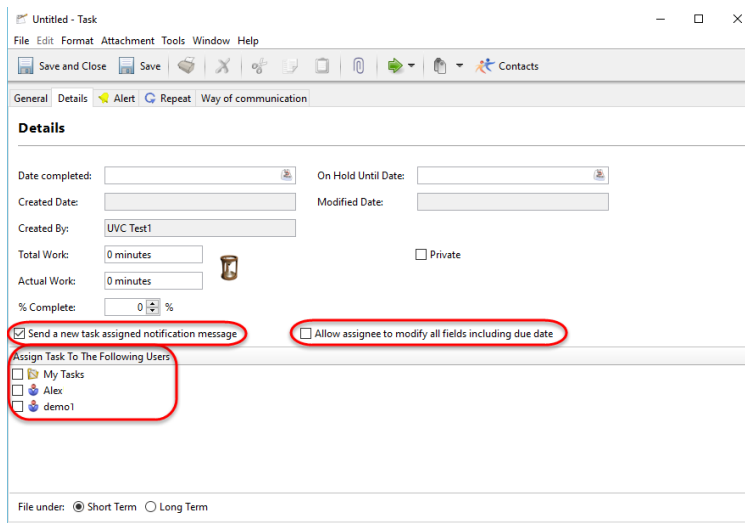 Untitled - Task
File Edit Format Attachment Tools Window Help
Save and Close Save Contacts
General Details Alert Repeat Way of communication
Details
Date completed: On Hold Until Date:
Created Date: Modified Date:
Created By: UVC Test1
Total Work: 0 minutes Private
Actual Work: 0 minutes
% Complete: 0 %
Send a new task assigned notification message Allow assignee to modify all fields including due date
Assign Task To The Following Users
My Tasks
Alex
demo1
File under: Short Term Long Term